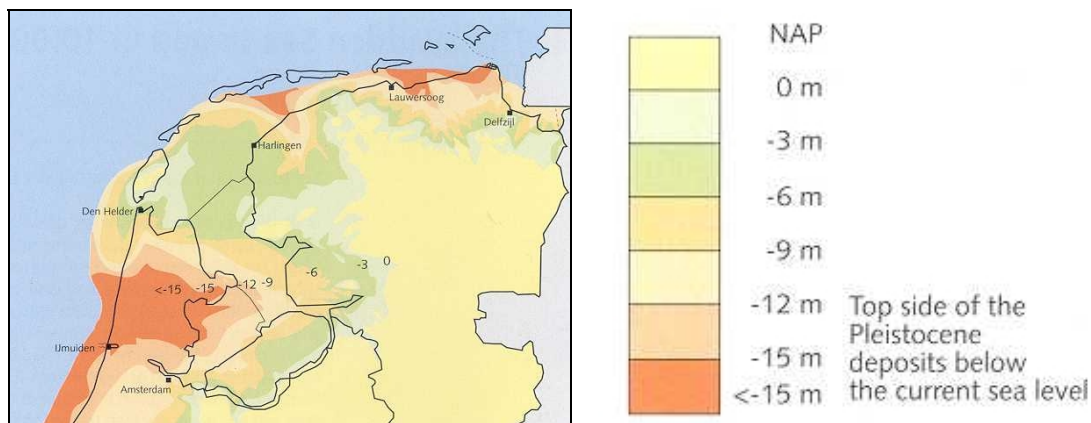 Lauwersoog
Delfzijl
Harlingen
Den Helder
0
-3
-6
-9
-12
-15
<-15
IJmuiden
Amsterdam
NAP
0 m
-3 m
-6 m
-9 m
-12 m
-15 m
<-15 m
Top side of the
Pleistocene
deposits below
the current sea level